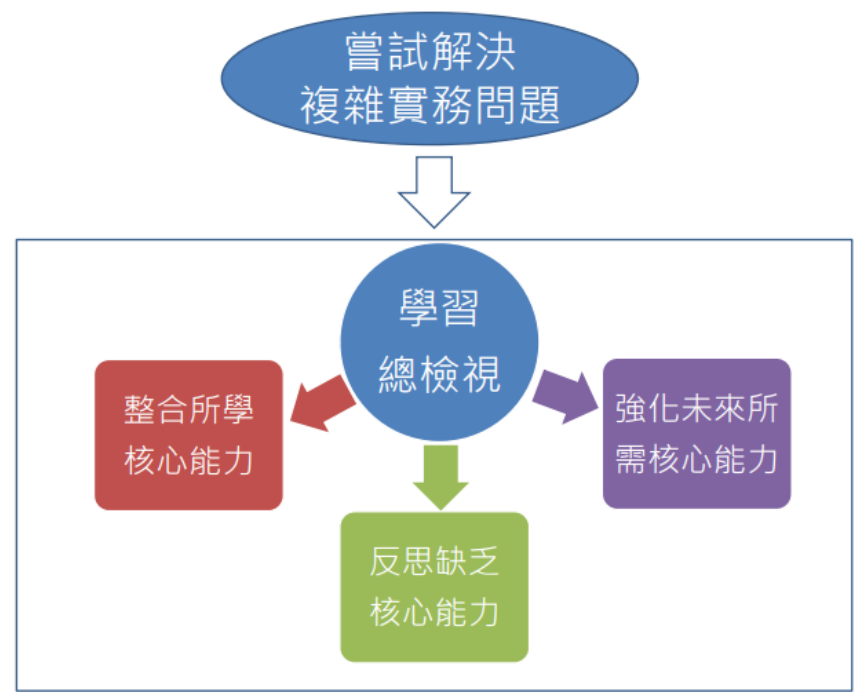 嘗試解決
複雜實務問題
學習
總檢視
整合所學
核心能力
強化未來所
需核心能力
反思缺乏
核心能力